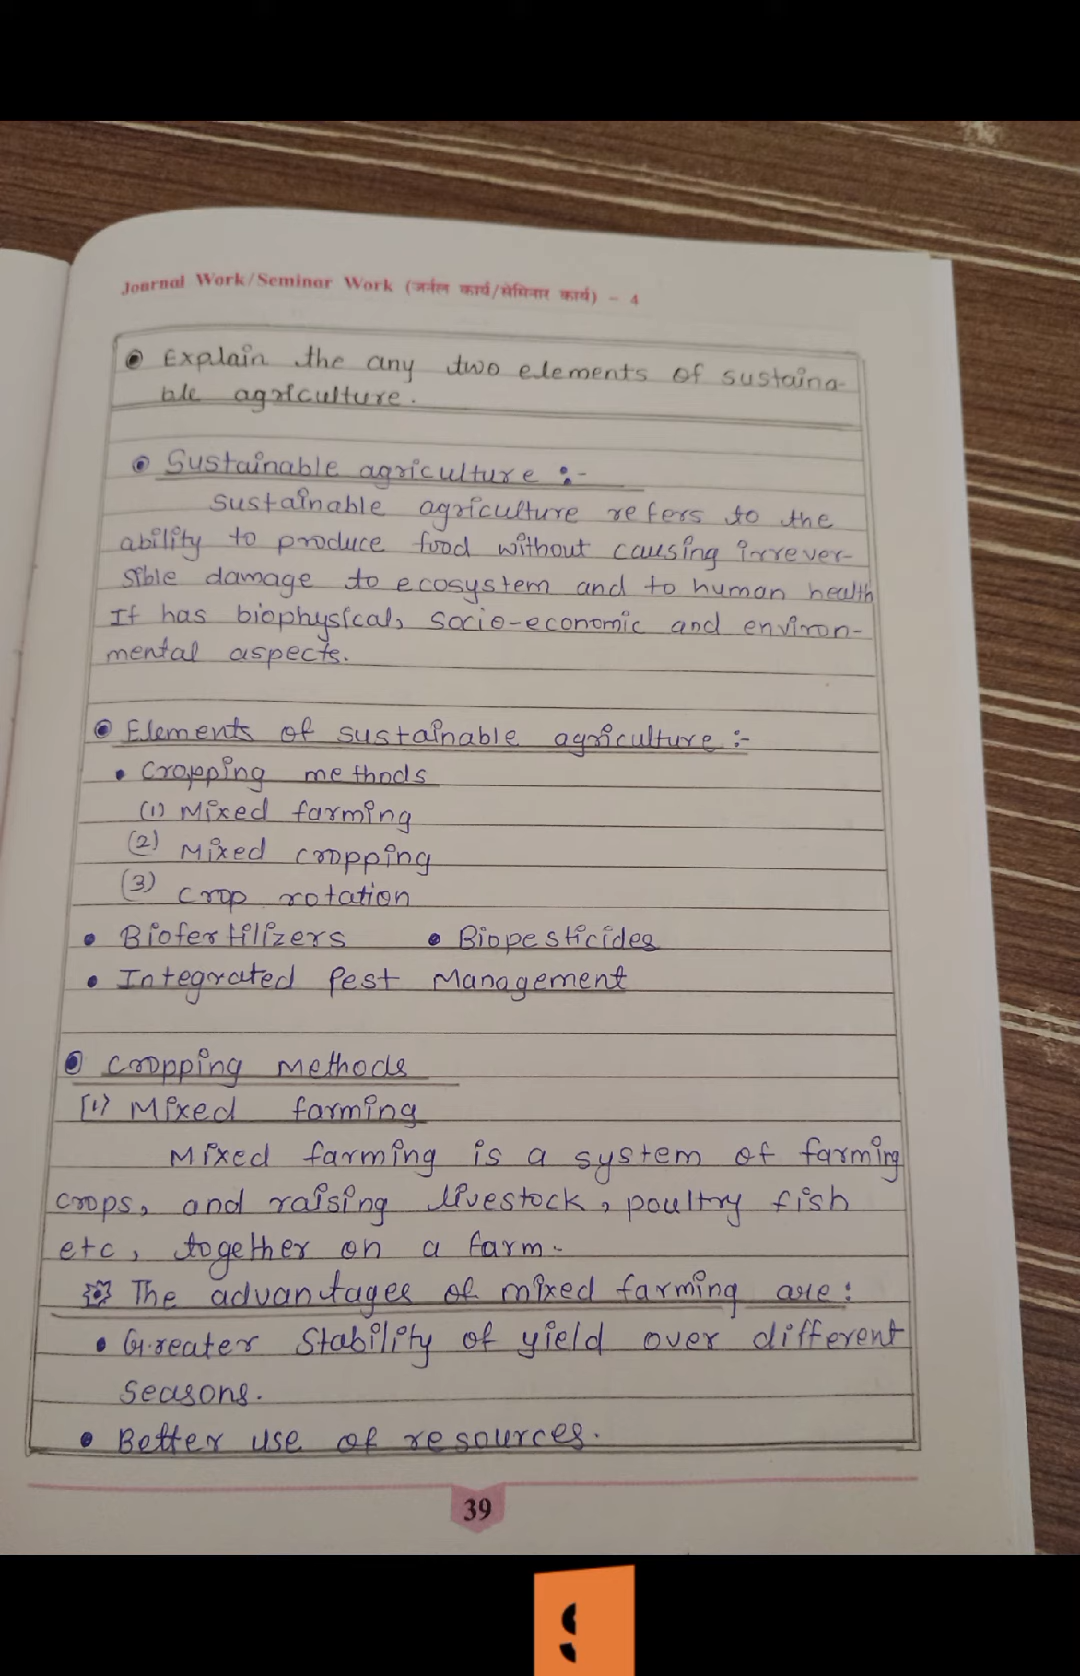 Journal Work/Seminar Work (जर्नल कार्य/सेमिनार कार्य) - 4
Explain the any two elements of sustaina-
ble agriculture.
Sustainable agriculture :-
sustainable agriculture refers to the
ability to produce food without causing irrever-
sible damage to ecosystem and to human health
It has biophysical, socio-economic and environ-
mental aspects.
Elements of sustainable agriculture :-
• Cropping methods
(1) Mixed farming
(2) Mixed cropping
(3) Crop rotation
• Biofertilizers • Biopesticides
• Integrated Pest Management
Cropping Methods
(1) Mixed farming
Mixed farming is a system of farming
crops, and raising livestock, poultry fish
etc, together on a farm.
The advantages of mixed farming are:
• Greater Stability of yield over different
seasons.
• Better use of resources.
39